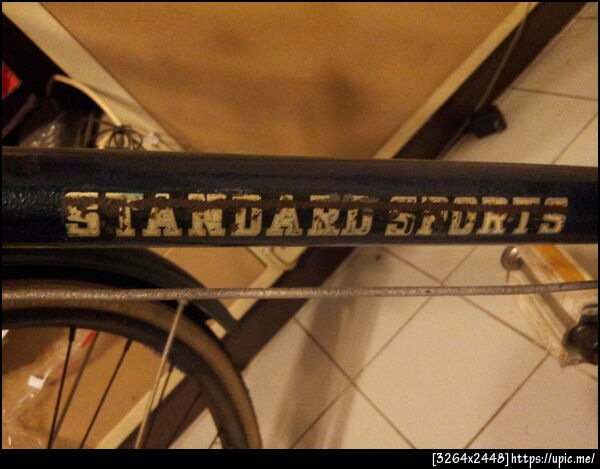 STANDARD SPORTS
[3264x2448]https://upic.me/